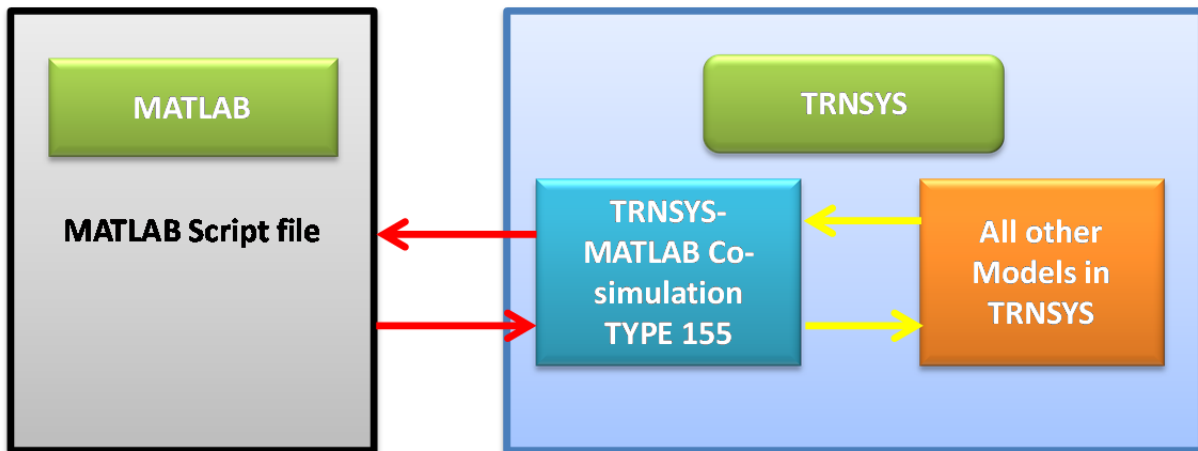 MATLAB
MATLAB Script file
TRNSYS
TRNSYS-
MATLAB Co-
simulation
TYPE 155
All other
Models in
TRNSYS